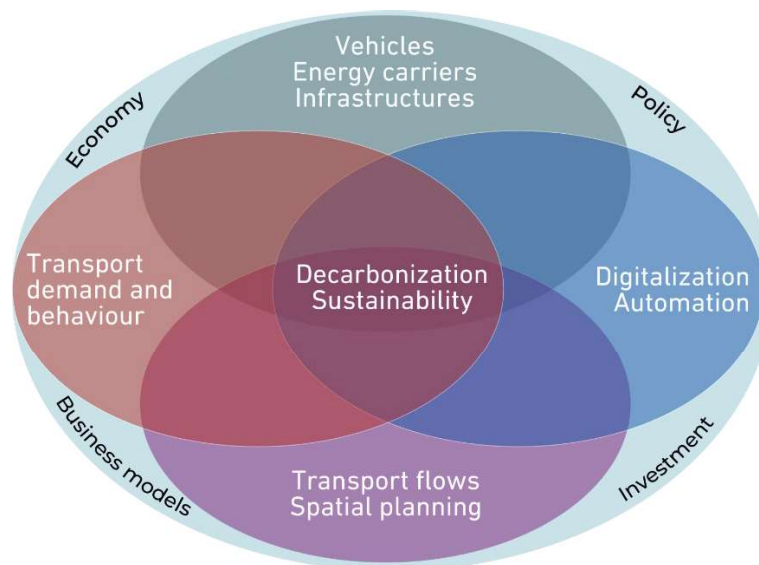 Vehicles
Energy carriers
Infrastructures
Economy
Policy
Transport
demand and
behaviour
Decarbonization
Sustainability
Digitalization
Automation
Business models
Investment
Transport flows
Spatial planning